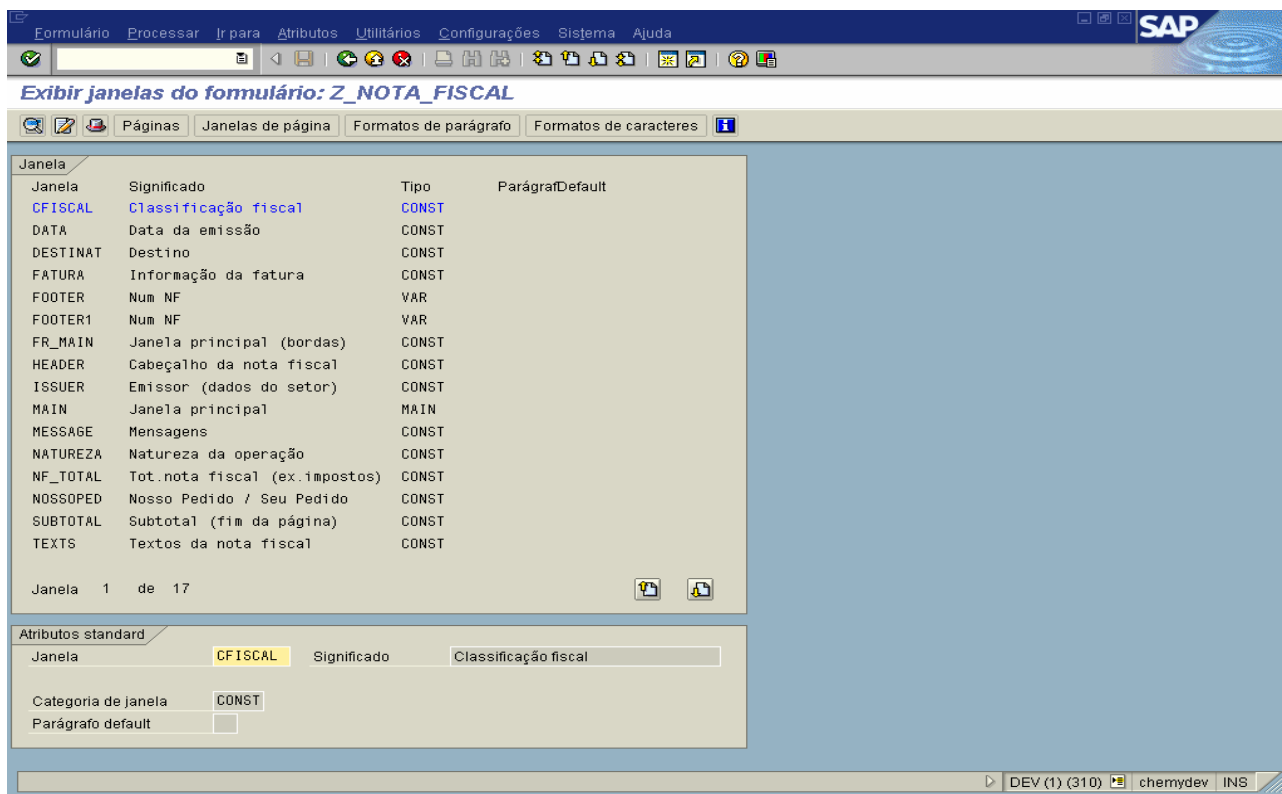 Formulário Processar Ir para Atributos Utilitários Configurações Sistema Ajuda
SAP
Exibir janelas do formulário: Z_NOTA_FISCAL
Páginas Janelas de página Formatos de parágrafo Formatos de caracteres
Janela
Janela Significado Tipo ParágrafDefault
CFISCAL Classificação fiscal CONST
DATA Data da emissão CONST
DESTINAT Destino CONST
FATURA Informação da fatura CONST
FOOTER Num NF VAR
FOOTER1 Num NF VAR
FR_MAIN Janela principal (bordas) CONST
HEADER Cabeçalho da nota fiscal CONST
ISSUER Emissor (dados do setor) CONST
MAIN Janela principal MAIN
MESSAGE Mensagens CONST
NATUREZA Natureza da operação CONST
NF_TOTAL Tot.nota fiscal (ex.impostos) CONST
NOSSOPED Nosso Pedido / Seu Pedido CONST
SUBTOTAL Subtotal (fim da página) CONST
TEXTS Textos da nota fiscal CONST
Janela 1 de 17
Atributos standard
Janela CFISCAL Significado Classificação fiscal
Categoria de janela CONST
Parágrafo default
DEV (1) (310) chemydev INS